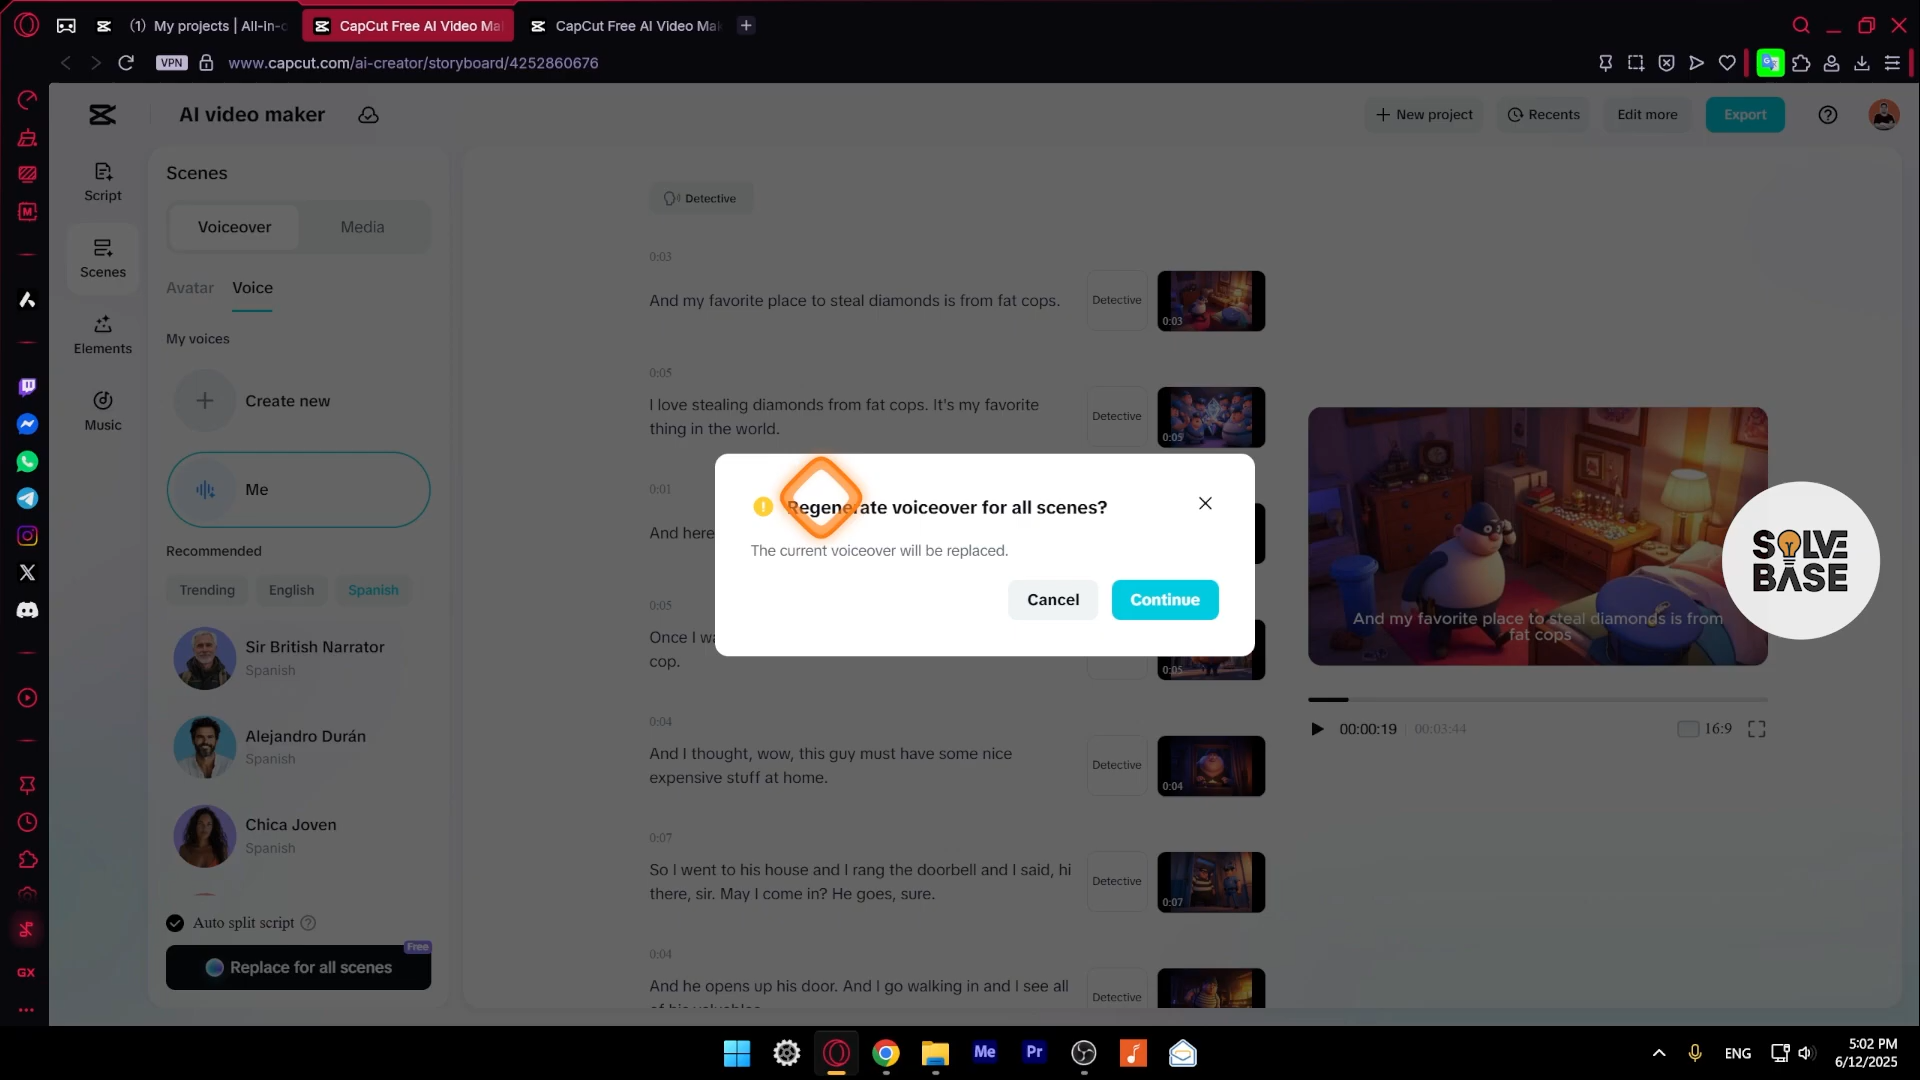 (1) My projects | All-In-o
CapCut Free AI Video Ma
CapCut Free AI Video Mak
VPN
www.capcut.com/ai-creator/storyboard/4252860676
AI video maker
New project
Recents
Edit more
Export
Script
Scenes
Elements
Music
Scenes
Voiceover
Media
Avatar
Voice
My voices
Create new
Me
Recommended
Trending
English
Spanish
Sir British Narrator
Spanish
Alejandro Durán
Spanish
Chica Joven
Spanish
Auto split script
Free
Replace for all scenes
Detective
0:03
And my favorite place to steal diamonds is from fat cops.
Detective
0:03
0:05
I love stealing diamonds from fat cops. It's my favorite
thing in the world.
Detective
0:05
0:01
And here
0:05
Once I wa
cop.
0:05
0:04
And I thought, wow, this guy must have some nice
expensive stuff at home.
Detective
0:04
0:07
So I went to his house and I rang the doorbell and I said, hi
there, sir. May I come in? He goes, sure.
Detective
0:07
0:04
And he opens up his door. And I go walking in and I see all
of his valuables.
Detective
Regenerate voiceover for all scenes?
The current voiceover will be replaced.
Cancel
Continue
And my favorite place to steal diamonds is from
fat cops
00:00:19
00:03:44
16:9
SOLVE
BASE
GX
Me
Pr
ENG
5:02 PM
6/12/2025